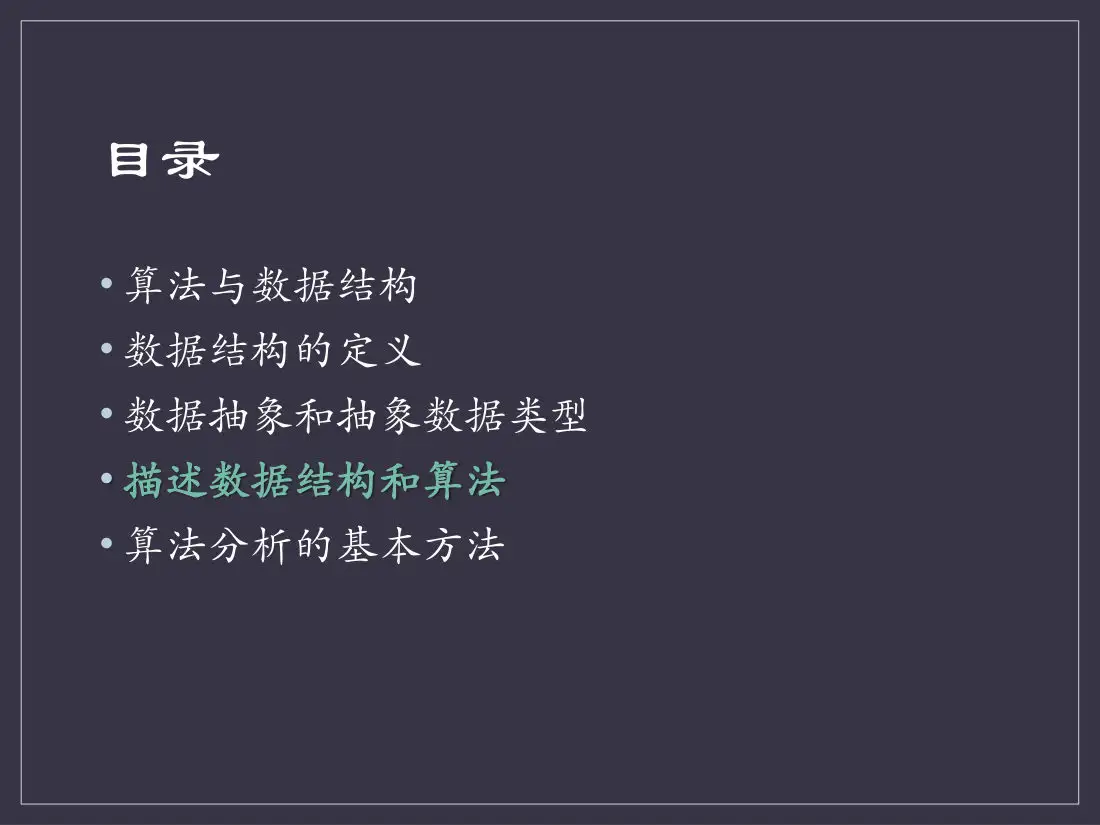 目录
• 算法与数据结构
• 数据结构的定义
• 数据抽象和抽象数据类型
• 描述数据结构和算法
• 算法分析的基本方法